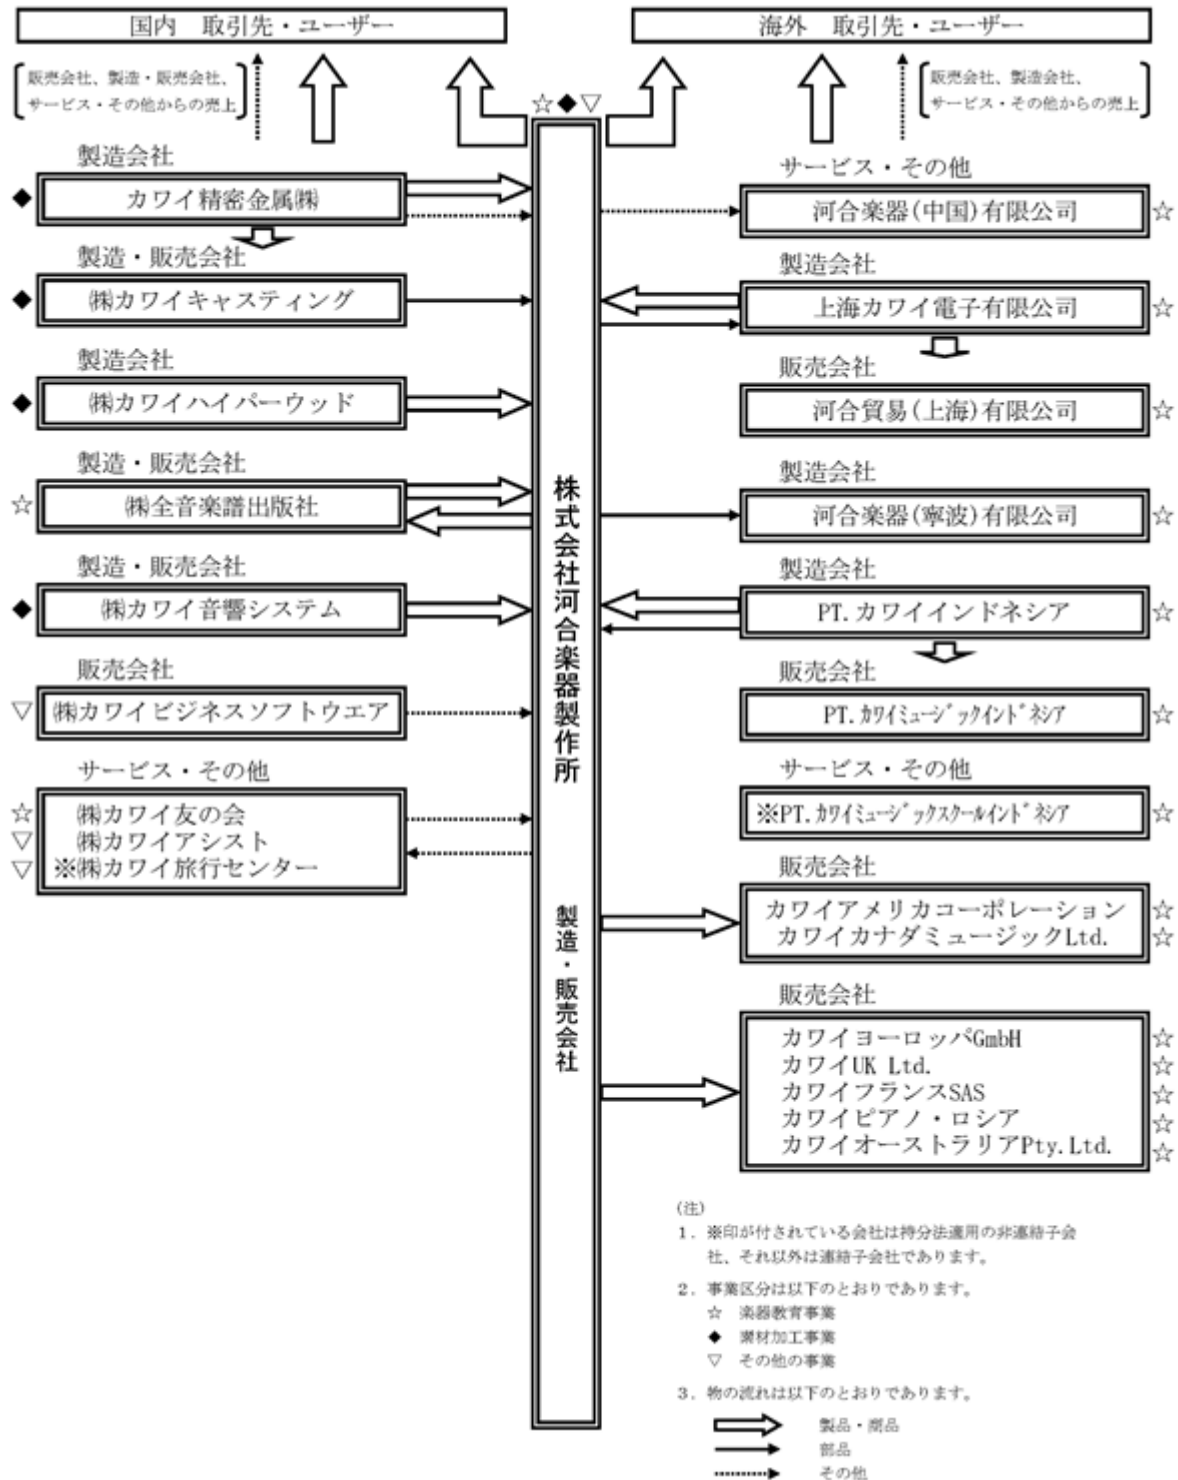 国内　取引先・ユーザー
海外　取引先・ユーザー
販売会社、製造・販売会社、
サービス・その他からの売上
販売会社、製造会社、
サービス・その他からの売上
☆◆▽
株式会社河合楽器製作所
製造・販売会社
製造会社
◆ カワイ精密金属㈱
製造・販売会社
◆ ㈱カワイキャスティング
製造会社
◆ ㈱カワイハイパーウッド
製造・販売会社
☆ ㈱全音楽譜出版社
製造・販売会社
◆ ㈱カワイ音響システム
販売会社
▽ ㈱カワイビジネスソフトウエア
サービス・その他
☆ ㈱カワイ友の会
▽ ㈱カワイアシスト
▽ ※㈱カワイ旅行センター
サービス・その他
河合楽器(中国)有限公司 ☆
製造会社
上海カワイ電子有限公司 ☆
販売会社
河合貿易(上海)有限公司 ☆
製造会社
河合楽器(寧波)有限公司 ☆
製造会社
PT.カワイインドネシア ☆
販売会社
PT.ｶﾜｲﾐｭｰｼﾞｯｸｲﾝﾄﾞﾈｼｱ ☆
サービス・その他
※PT.ｶﾜｲﾐｭｰｼﾞｯｸｽｸｰﾙｲﾝﾄﾞﾈｼｱ ☆
販売会社
カワイアメリカコーポレーション ☆
カワイカナダミュージックLtd. ☆
販売会社
カワイヨーロッパGmbH ☆
カワイUK Ltd. ☆
カワイフランスSAS ☆
カワイピアノ・ロシア ☆
カワイオーストラリアPty.Ltd. ☆
(注)
1．※印が付されている会社は持分法適用の非連結子会
社、それ以外は連結子会社であります。
2．事業区分は以下のとおりであります。
☆　楽器教育事業
◆　素材加工事業
▽　その他の事業
3．物の流れは以下のとおりであります。
製品・商品
部品
その他